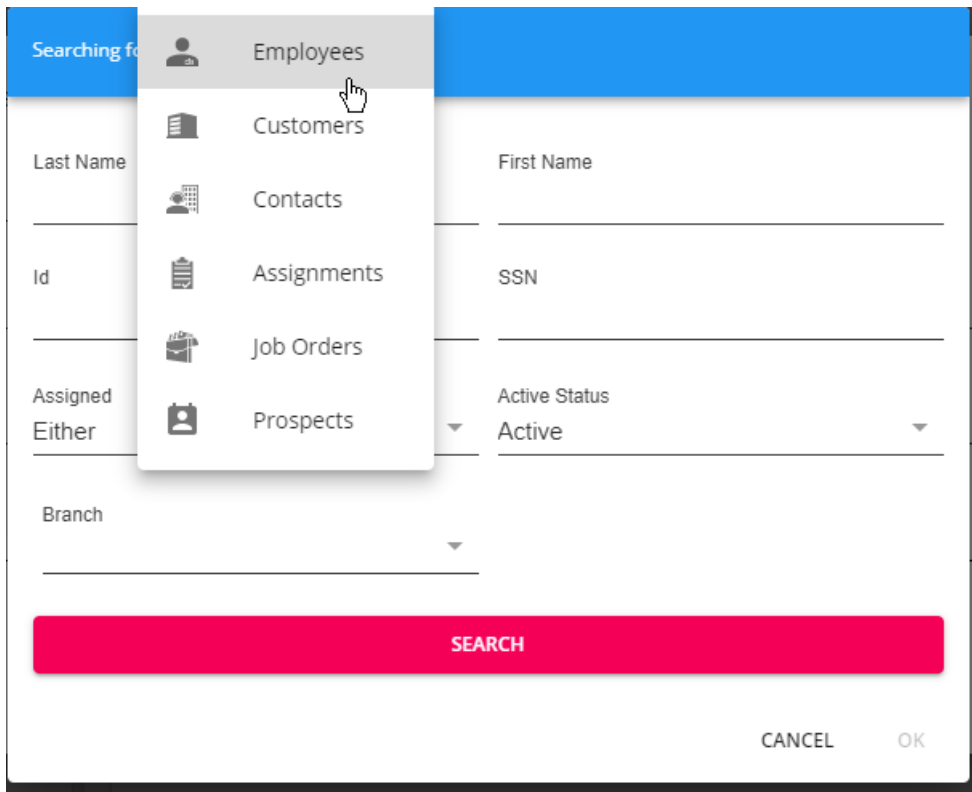 Searching fo
Employees
Customers
Contacts
Assignments
Job Orders
Prospects
Last Name
First Name
Id
SSN
Assigned
Either
Active Status
Active
Branch
SEARCH
CANCEL
OK